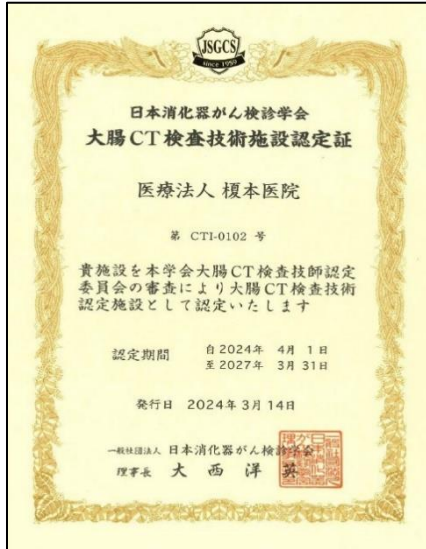 JSGCS
since 1959
日本消化器がん検診学会
大腸CT検査技術施設認定証
医療法人 榎本医院
第 CTI-0102 号
貴施設を本学会大腸CT検査技師認定
委員会の審査により大腸CT検査技術
認定施設として認定いたします
認定期間 自 2024年 4月 1日
至 2027年 3月 31日
発行日 2024年3月14日
一般社団法人 日本消化器がん検診学会
理事長 大西洋英